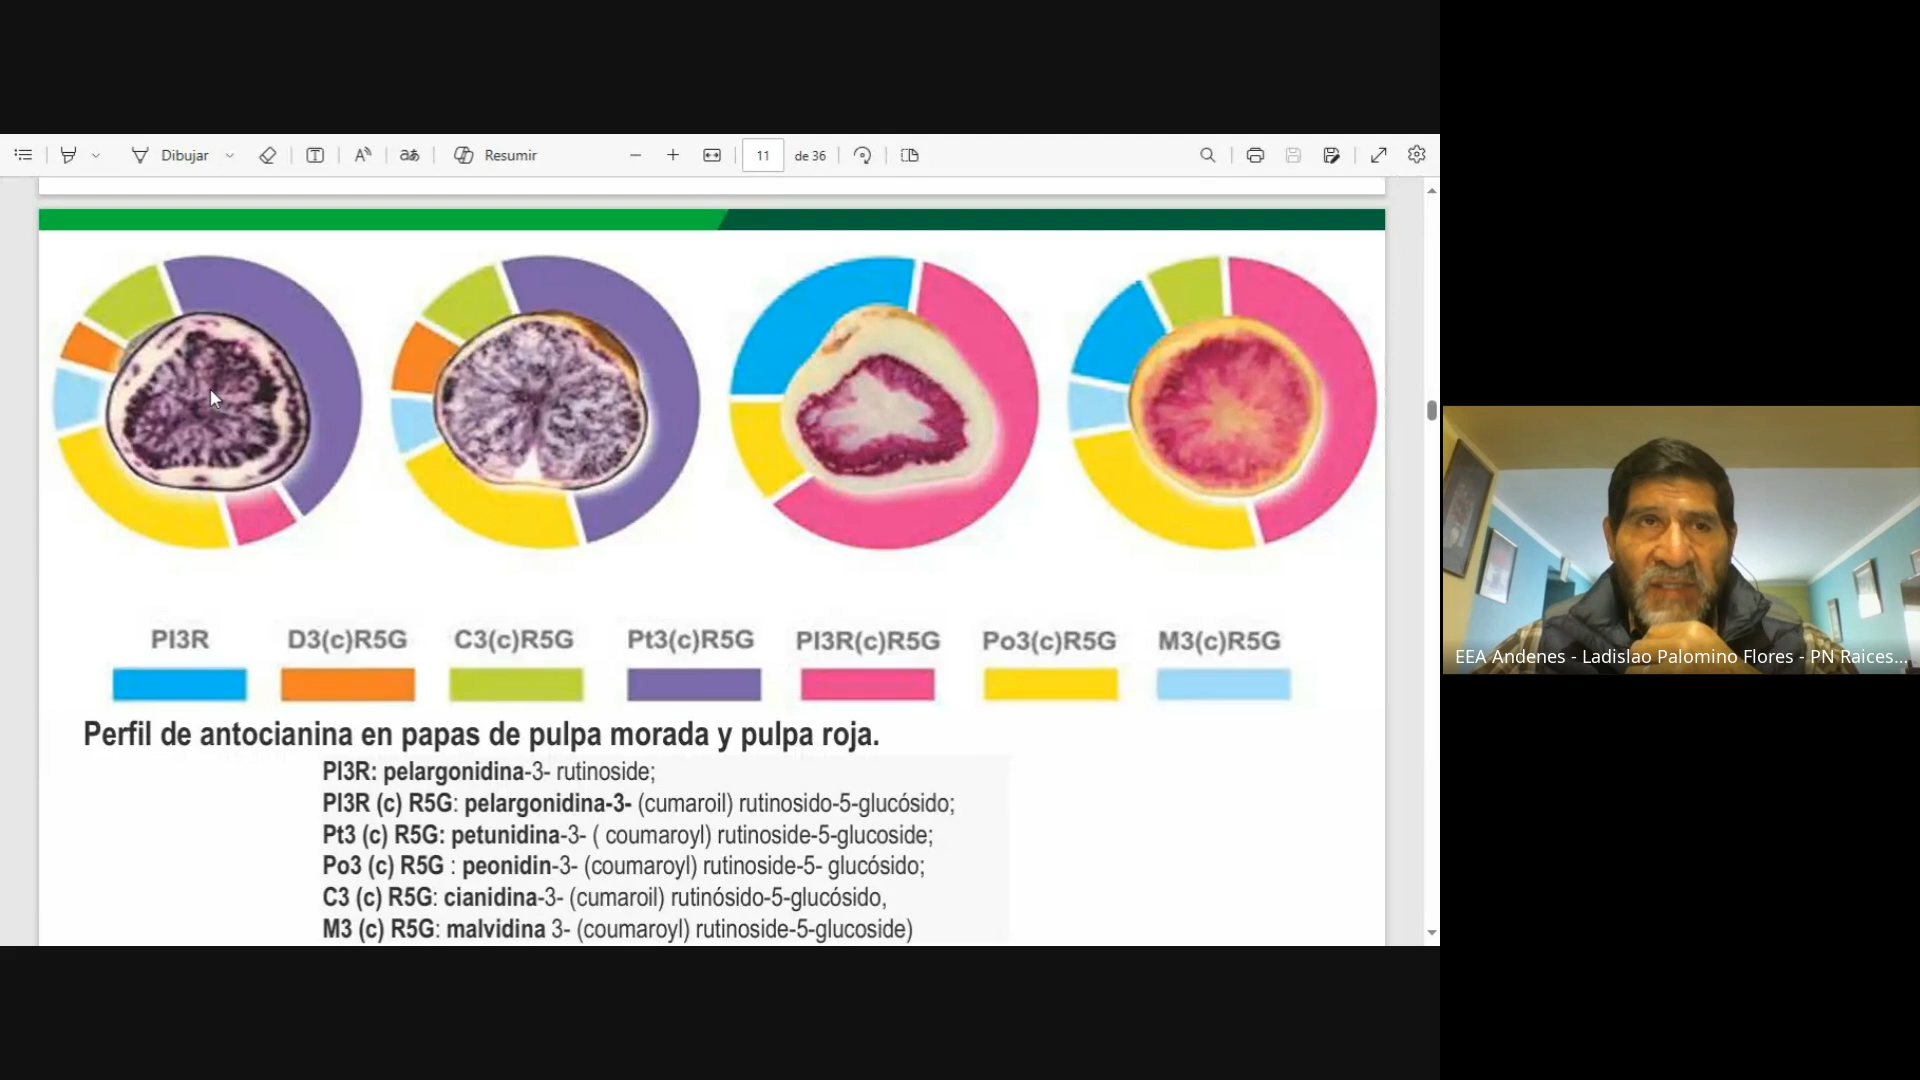 Dibujar
Resumir
11 de 36
PI3R D3(c)R5G C3(c)R5G Pt3(c)R5G PI3R(c)R5G Po3(c)R5G M3(c)R5G
Perfil de antocianina en papas de pulpa morada y pulpa roja.
PI3R: pelargonidina-3- rutinoside;
PI3R (c) R5G: pelargonidina-3- (cumaroil) rutinosido-5-glucósido;
Pt3 (c) R5G: petunidina-3- ( coumaroyl) rutinoside-5-glucoside;
Po3 (c) R5G : peonidin-3- (coumaroyl) rutinoside-5- glucósido;
C3 (c) R5G: cianidina-3- (cumaroil) rutinósido-5-glucósido,
M3 (c) R5G: malvidina 3- (coumaroyl) rutinoside-5-glucoside)
EEA Andenes - Ladislao Palomino Flores - PN Raices...